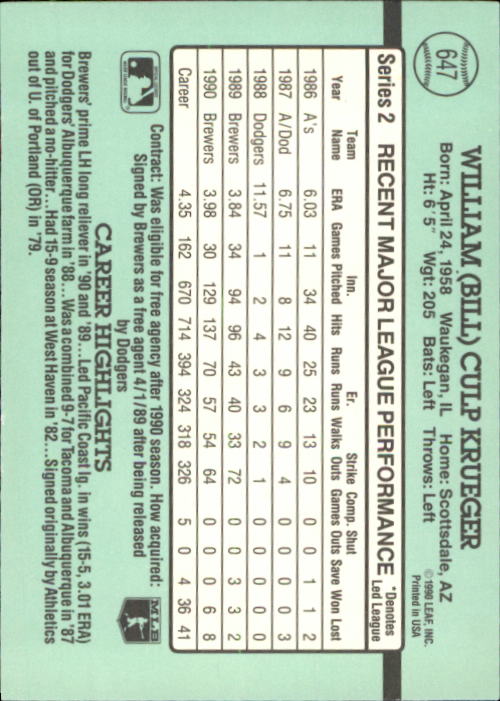 647
WILLIAM (BILL) CULP KRUEGER
Born: April 24, 1958 Waukegan, IL Home: Scottsdale, AZ
Ht: 6' 5" Wgt: 205 Bats: Left Throws: Left
©1990 LEAF, INC.
Printed in USA
Series 2 RECENT MAJOR LEAGUE PERFORMANCE *Denotes Led League
Year Team Name ERA Games Inn. Pitched Hits Runs Er. Runs Walks Strike Outs Comp. Games Shut Outs Save Won Lost
1986 A's 6.03 11 34 40 25 23 13 10 0 0 1 1 2
1987 A/Dod 6.75 11 8 12 9 6 9 4 0 0 0 0 3
1988 Dodgers 11.57 1 2 4 3 3 2 1 0 0 0 0 0
1989 Brewers 3.84 34 94 96 43 40 33 72 0 0 3 3 2
1990 Brewers 3.98 30 129 137 70 57 54 64 0 0 0 6 8
Career 4.35 162 670 714 394 324 318 326 5 0 4 36 41
Contract: Was eligible for free agency after 1990 season. How acquired:
Signed by Brewers as a free agent 4/1/89 after being released
by Dodgers
MLB
CAREER HIGHLIGHTS
Brewers' prime LH long reliever in '90 and '89...Led Pacific Coast lg. in wins (15-5, 3.01 ERA)
for Dodgers' Albuquerque farm in '88...Was a combined 9-7 for Tacoma and Albuquerque in '87
and pitched a no-hitter...Had 15-9 season at West Haven in '82...Signed originally by Athletics
out of U. of Portland (OR) in '79.